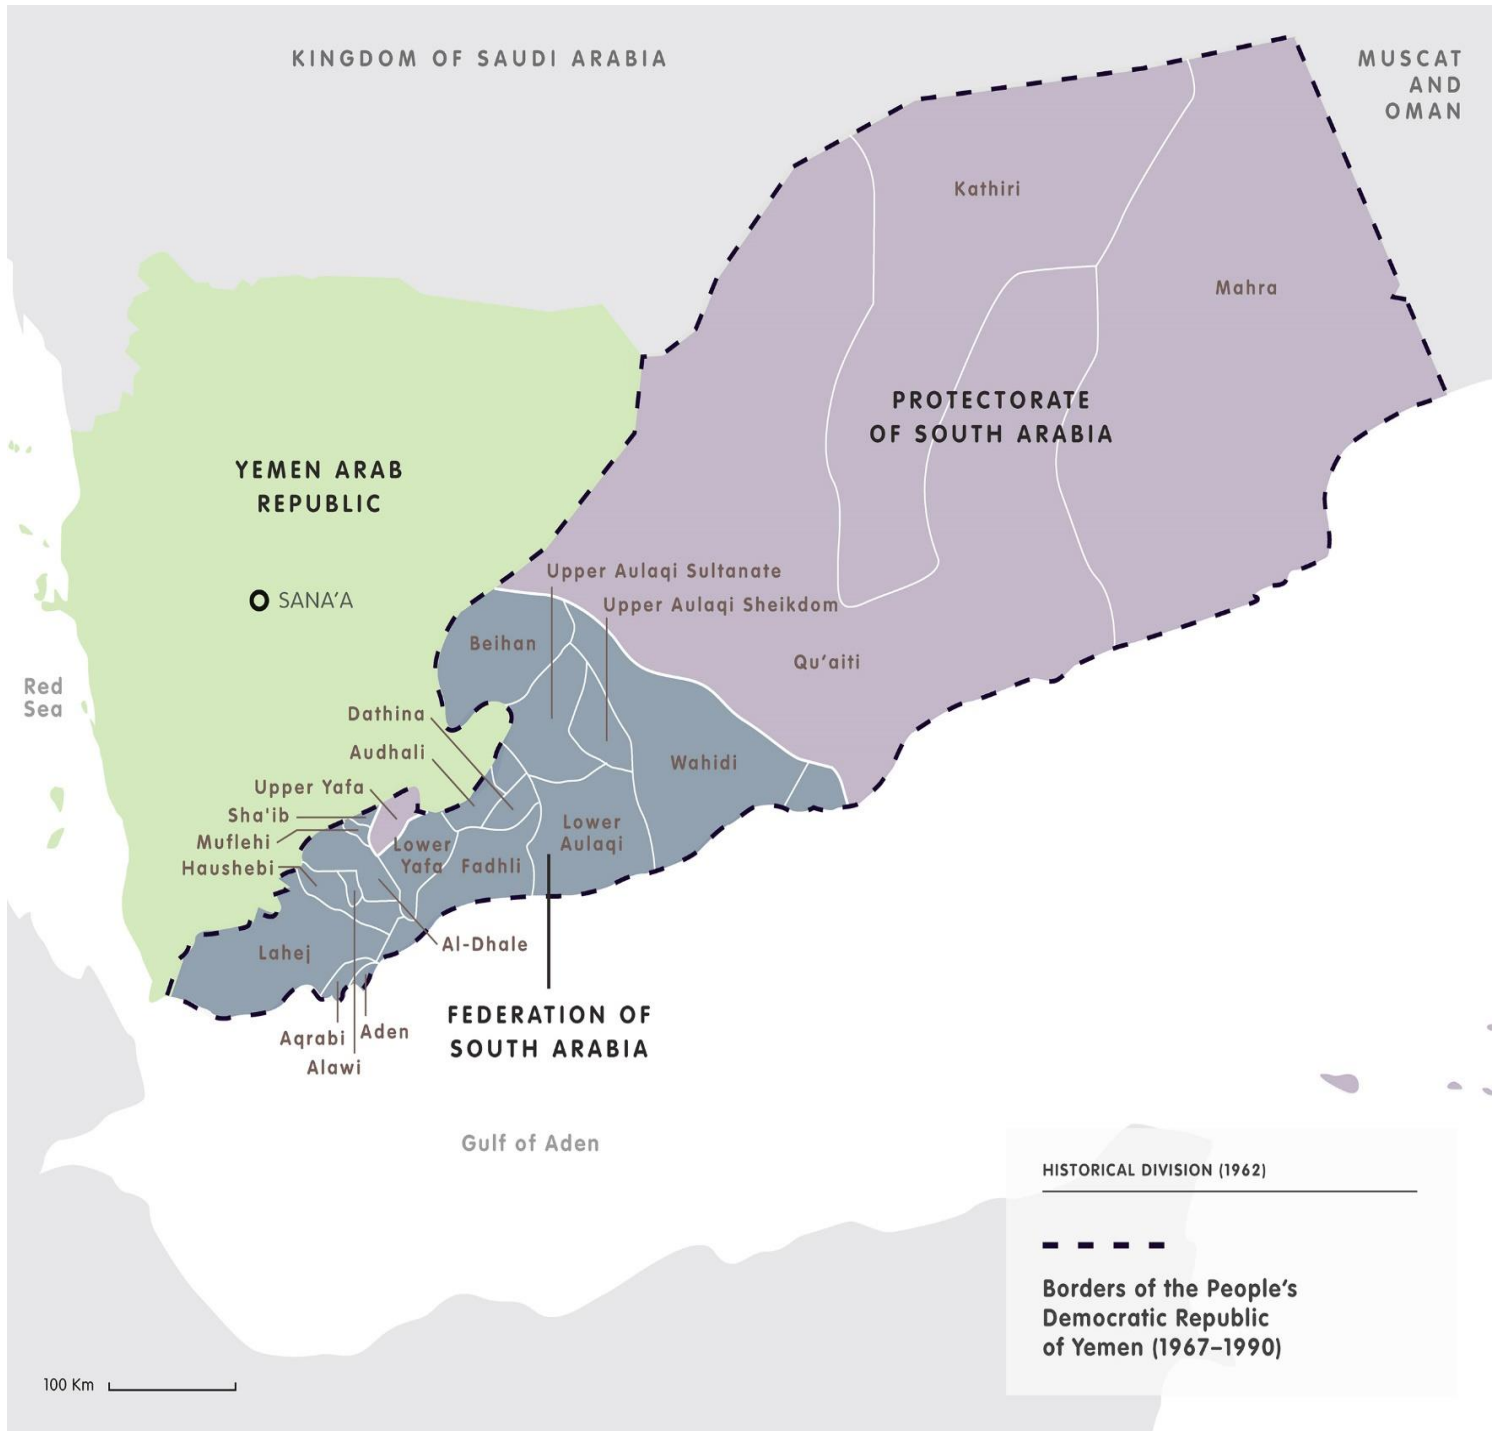 KINGDOM OF SAUDI ARABIA
MUSCAT
AND
OMAN
Kathiri
Mahra
PROTECTORATE
OF SOUTH ARABIA
YEMEN ARAB
REPUBLIC
SANA’A
Upper Aulaqi Sultanate
Upper Aulaqi Sheikdom
Beihan
Qu’aiti
Red
Sea
Dathina
Audhali
Wahidi
Upper Yafa
Sha'ib
Muflehi
Haushebi
Lower
Yafa
Fadhli
Lower
Aulaqi
Lahej
Al-Dhale
Aqrabi
Aden
Alawi
FEDERATION OF
SOUTH ARABIA
Gulf of Aden
HISTORICAL DIVISION (1962)
Borders of the People’s
Democratic Republic
of Yemen (1967–1990)
100 Km